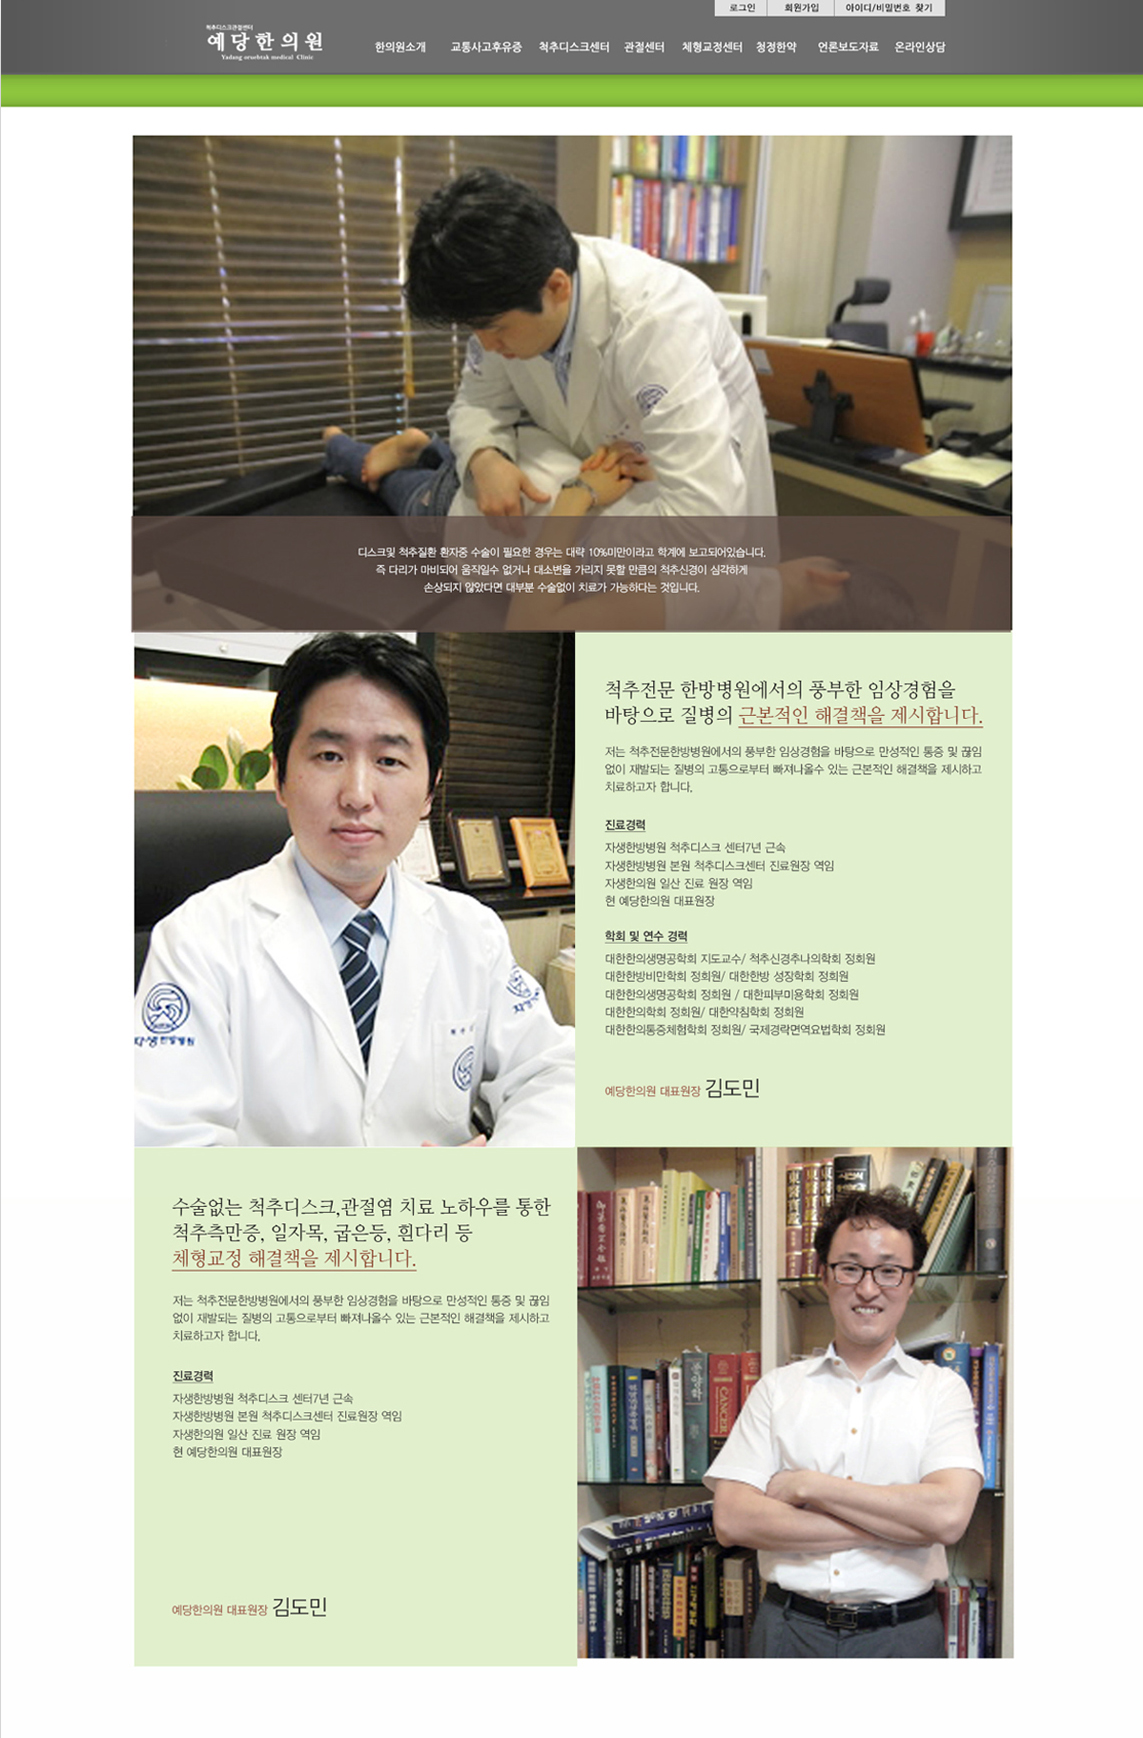 로그인 회원가입 아이디/비밀번호 찾기
척추디스크관절센터
예당한의원
Yadang oruebtak medical Clinic
한의원소개 교통사고후유증 척추디스크센터 관절센터 체형교정센터 청정한약 언론보도자료 온라인상담
디스크및 척추질환 환자중 수술이 필요한 경우는 대략 10%미만이라고 학계에 보고되어있습니다.
즉 다리가 마비되어 움직일수 없거나 대소변을 가리지 못할 만큼의 척추신경이 심각하게
손상되지 않았다면 대부분 수술없이 치료가 가능하다는 것입니다.
척추전문 한방병원에서의 풍부한 임상경험을
바탕으로 질병의 근본적인 해결책을 제시합니다.
저는 척추전문한방병원에서의 풍부한 임상경험을 바탕으로 만성적인 통증 및 끊임
없이 재발되는 질병의 고통으로부터 빠져나올수 있는 근본적인 해결책을 제시하고
치료하고자 합니다.
진료경력
자생한방병원 척추디스크 센터7년 근속
자생한방병원 본원 척추디스크센터 진료원장 역임
자생한의원 일산 진료 원장 역임
현 예당한의원 대표원장
학회 및 연수 경력
대한한의생명공학회 지도교수/ 척추신경추나의학회 정회원
대한한방비만학회 정회원/ 대한한방 성장학회 정회원
대한한의생명공학회 정회원 / 대한피부미용학회 정회원
대한한의학회 정회원/ 대한약침학회 정회원
대한한의통증체험학회 정회원/ 국제경락면역요법학회 정회원
예당한의원 대표원장 김도민
자생한방병원
수술없는 척추디스크,관절염 치료 노하우를 통한
척추측만증, 일자목, 굽은등, 휜다리 등
체형교정 해결책을 제시합니다.
저는 척추전문한방병원에서의 풍부한 임상경험을 바탕으로 만성적인 통증 및 끊임
없이 재발되는 질병의 고통으로부터 빠져나올수 있는 근본적인 해결책을 제시하고
치료하고자 합니다.
진료경력
자생한방병원 척추디스크 센터7년 근속
자생한방병원 본원 척추디스크센터 진료원장 역임
자생한의원 일산 진료 원장 역임
현 예당한의원 대표원장
예당한의원 대표원장 김도민
CANCER